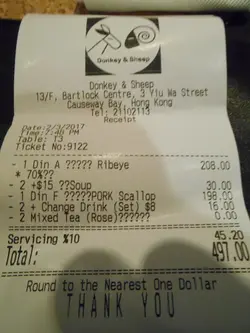 Donkey & Sheep
Donkey & Sheep
13/F, Bartlock Centre, 3 Yiu Wa Street
Causeway Bay, Hong Kong
Tel: 21102113
Receipt
Date:2/3/2017
Time:7:46 PM
Table: T3
Ticket No:9122
- 1 Din A ????? Ribeye 208.00
* 70%??
- 2 +$15 ??Soup 30.00
- 1 Din F ?????PORK Scallop 198.00
- 2 + Change Drink (Set) $8 16.00
- 2 Mixed Tea (Rose)?????? 0.00
Servicing %10 45.20
Total: 497.00
Round to the Nearest One Dollar
THANK YOU